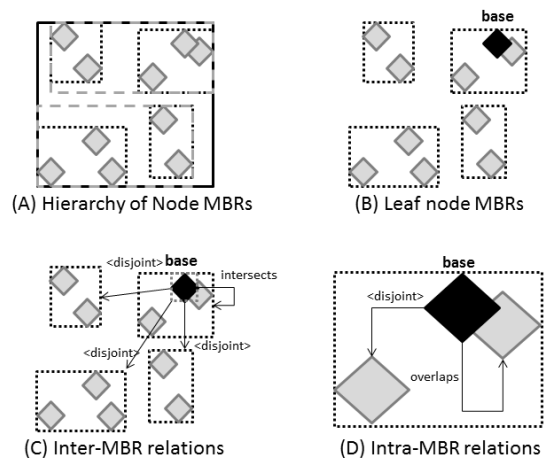 base
(A) Hierarchy of Node MBRs
(B) Leaf node MBRs
<disjoint>
base
intersects
<disjoint>
<disjoint>
(C) Inter-MBR relations
base
<disjoint>
overlaps
(D) Intra-MBR relations